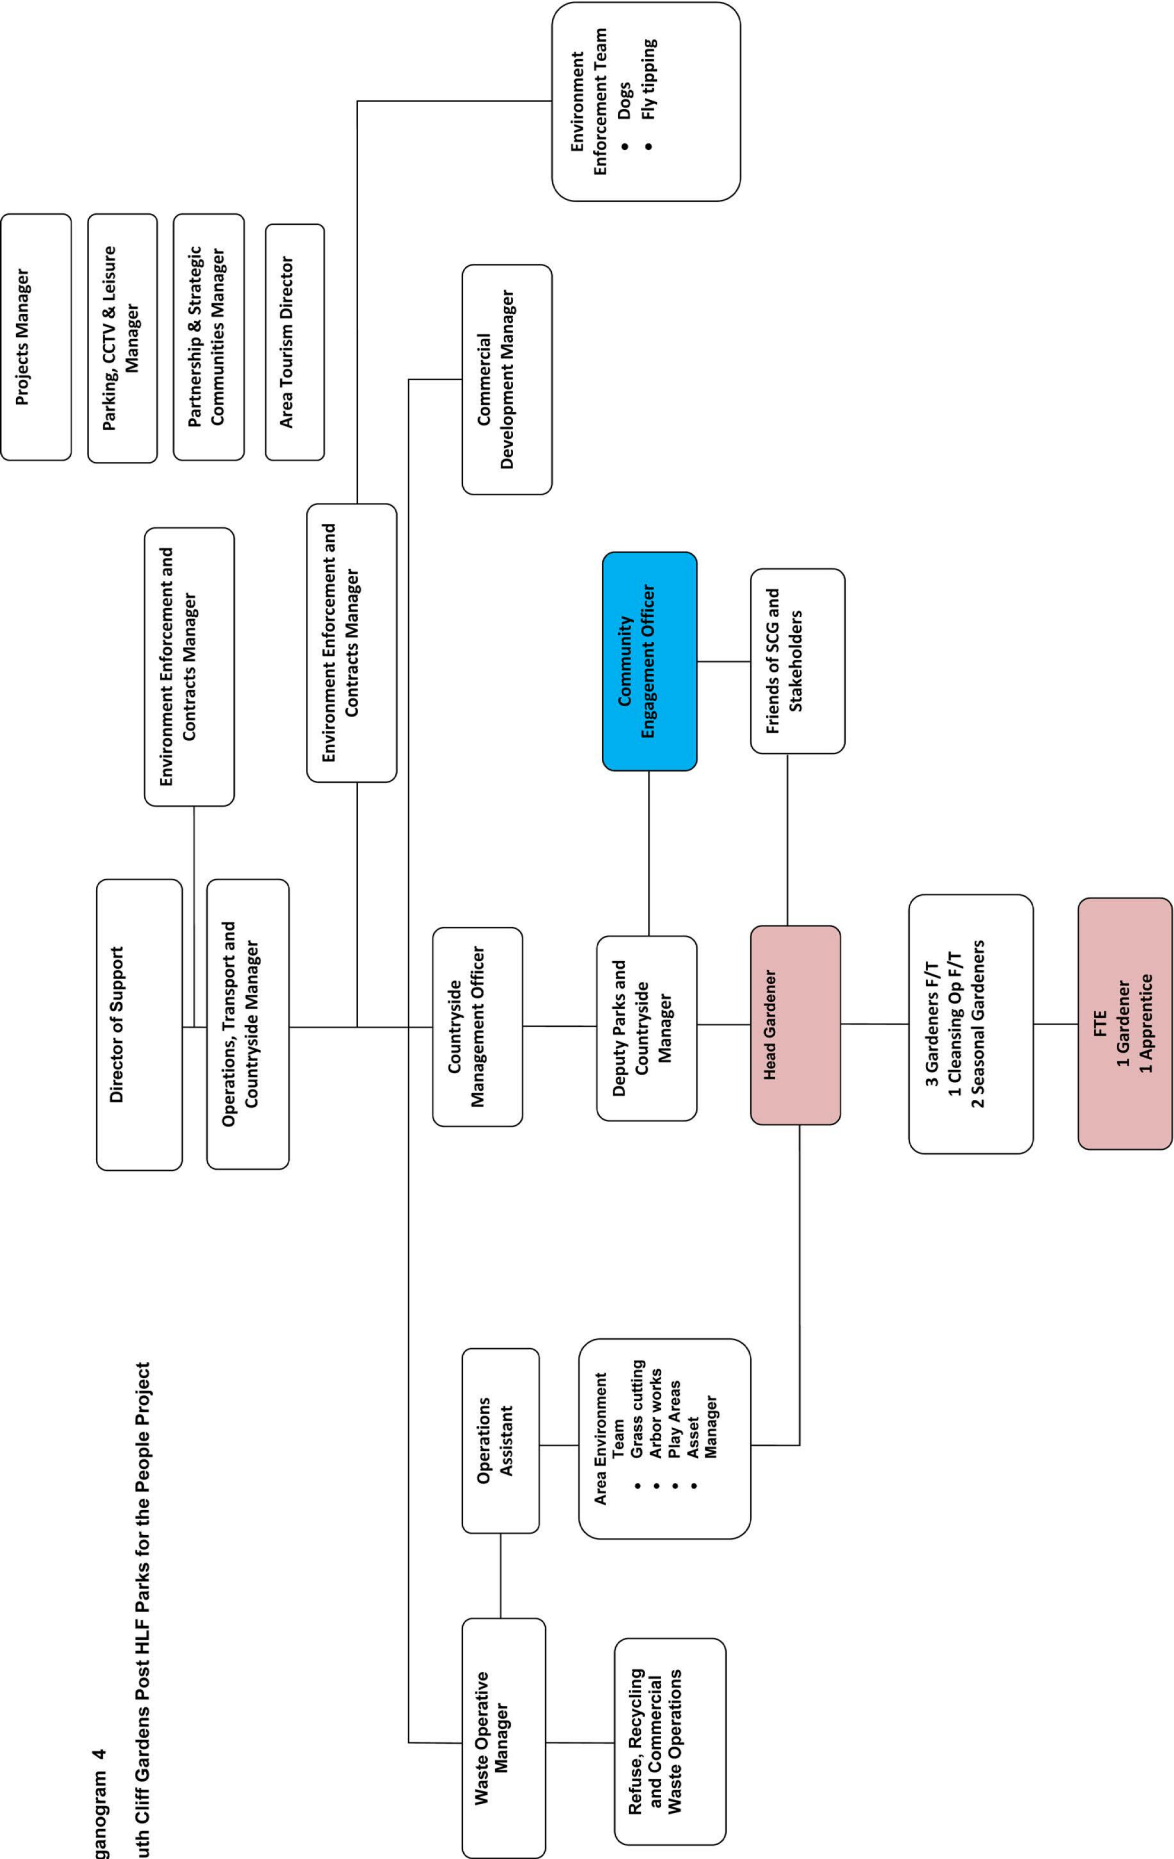 ganogram 4
uth Cliff Gardens Post HLF Parks for the People Project
Projects Manager
Parking, CCTV & Leisure
Manager
Partnership & Strategic
Communities Manager
Area Tourism Director
Director of Support
Environment Enforcement and
Contracts Manager
Operations, Transport and
Countryside Manager
Environment Enforcement and
Contracts Manager
Waste Operative
Manager
Operations
Assistant
Countryside
Management Officer
Commercial
Development Manager
Environment
Enforcement Team
• Dogs
• Fly tipping
Refuse, Recycling
and Commercial
Waste Operations
Area Environment
Team
• Grass cutting
• Arbor works
• Play Areas
• Asset
Manager
Deputy Parks and
Countryside
Manager
Community
Engagement Officer
Head Gardener
Friends of SCG and
Stakeholders
3 Gardeners F/T
1 Cleansing Op F/T
2 Seasonal Gardeners
FTE
1 Gardener
1 Apprentice